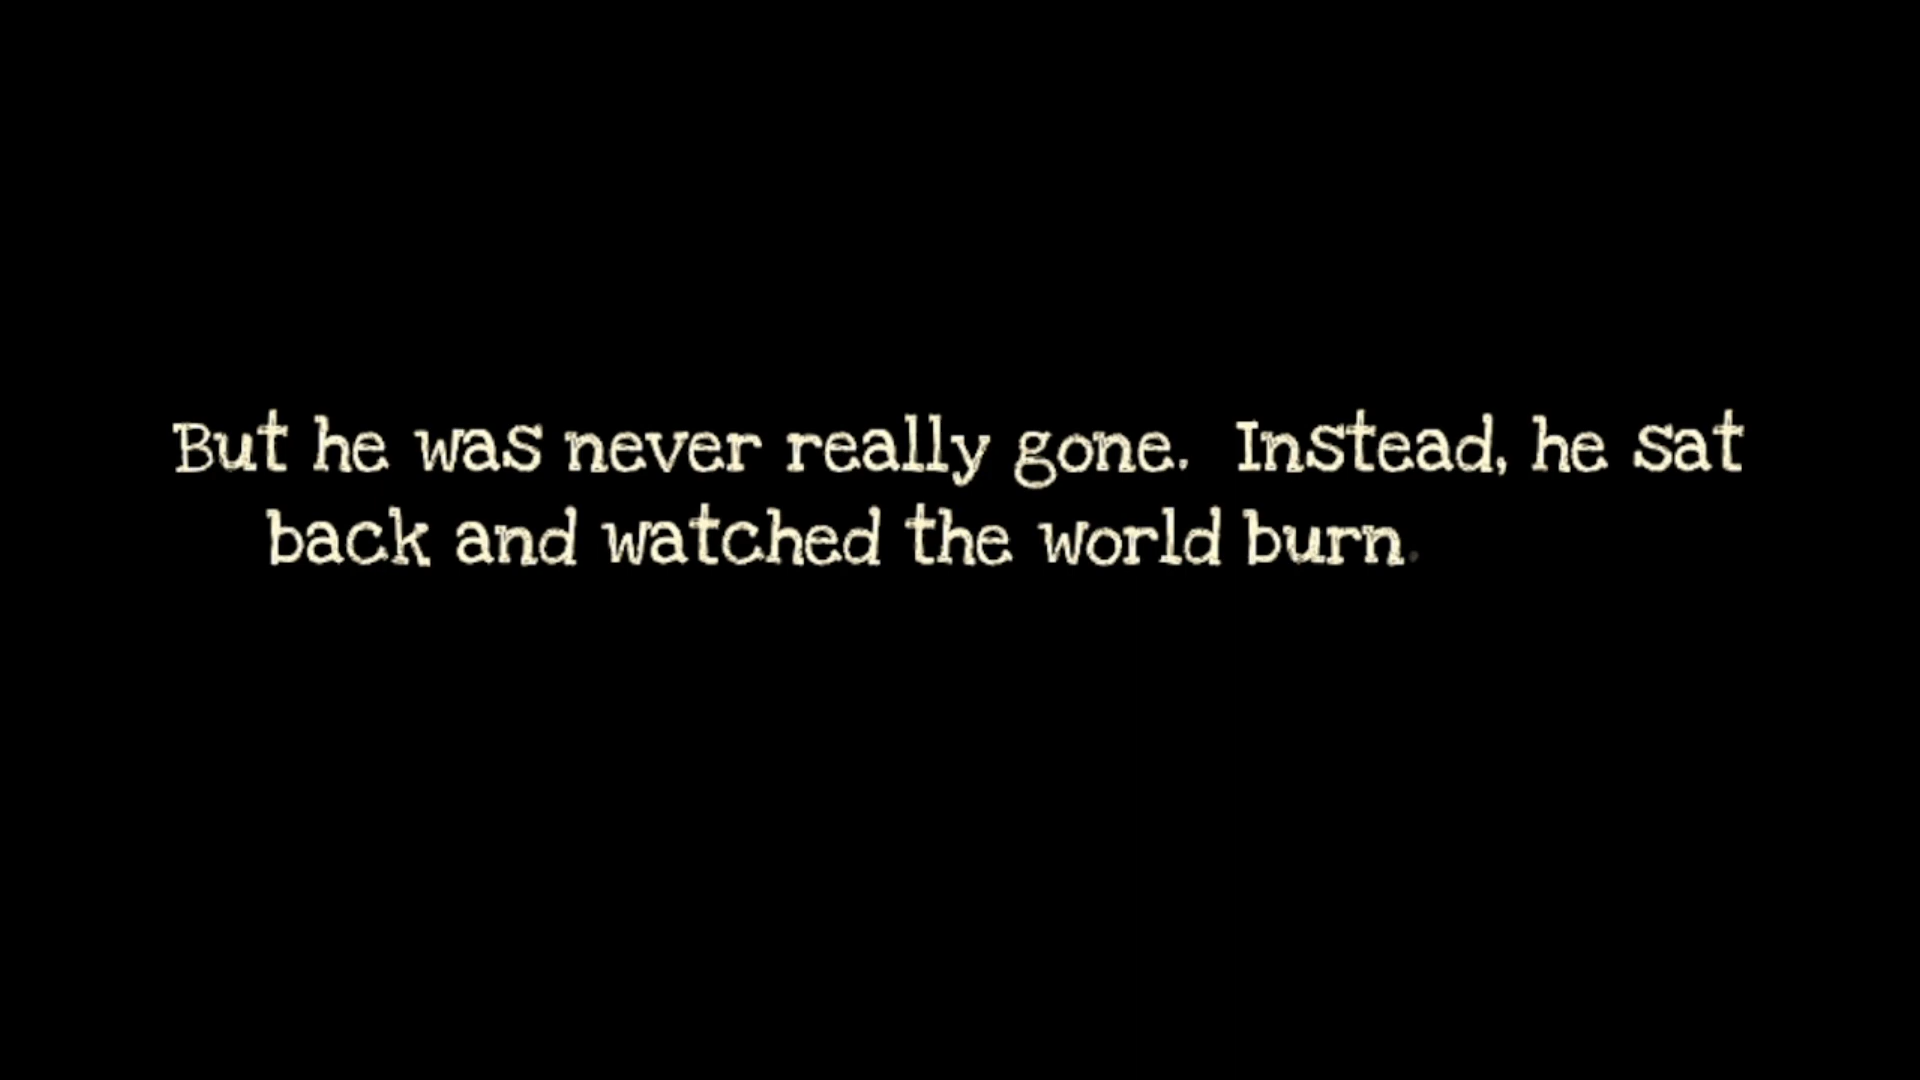 But he was never really gone.  Instead, he sat
back and watched the world burn.